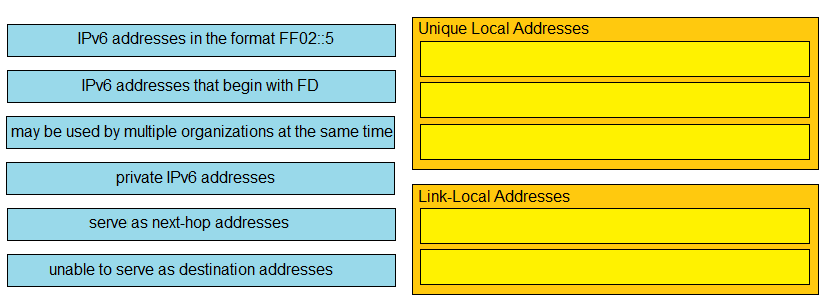 IPv6 addresses in the format FF02::5
IPv6 addresses that begin with FD
may be used by multiple organizations at the same time
private IPv6 addresses
serve as next-hop addresses
unable to serve as destination addresses
Unique Local Addresses
Link-Local Addresses